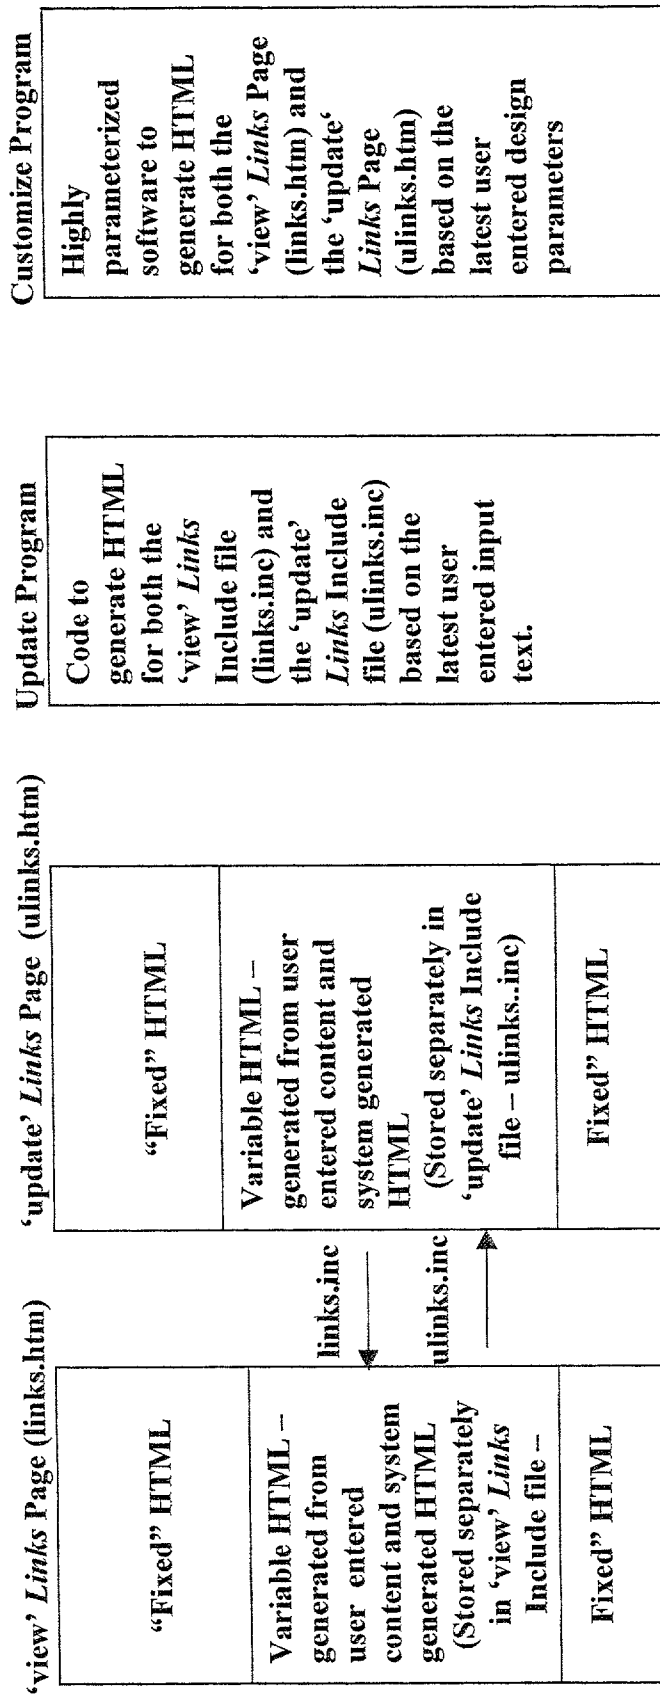 'view' Links Page (links.htm)
"Fixed" HTML
Variable HTML –
generated from
user entered
content and system
generated HTML
(Stored separately
in 'view' Links
Include file –
Fixed" HTML
links.inc
ulinks.inc
'update' Links Page (ulinks.htm)
"Fixed" HTML
Variable HTML –
generated from user
entered content and
system generated
HTML
(Stored separately in
'update' Links Include
file – ulinks..inc)
Fixed" HTML
Update Program
Code to
generate HTML
for both the
'view' Links
Include file
(links.inc) and
the 'update'
Links Include
file (ulinks.inc)
based on the
latest user
entered input
text.
Customize Program
Highly
parameterized
software to
generate HTML
for both the
'view' Links Page
(links.htm) and
the 'update'
Links Page
(ulinks.htm)
based on the
latest user
entered design
parameters